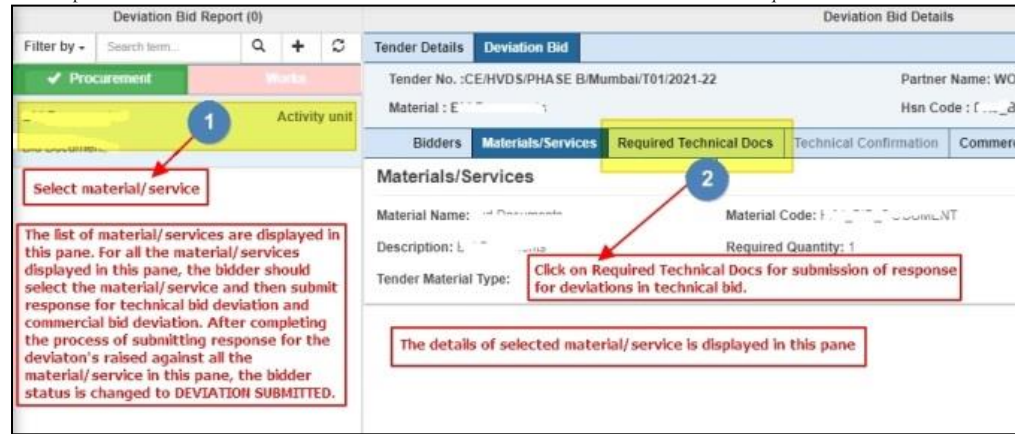 Deviation Bid Report (0)
Deviation Bid Details
Filter by
Search term...
Tender Details
Deviation Bid
Procurement
Works
Tender No. :CE/HVDS/PHASE B/Mumbai/T01/2021-22
Partner Name: WO
Material : E
Hsn Code :
1
Activity unit
Bidders
Materials/Services
Required Technical Docs
Technical Confirmation
Commerc
Select material/service
2
Materials/Services
Material Name:
Material Code:
Description:
Required Quantity: 1
Tender Material Type:
Click on Required Technical Docs for submission of response
for deviations in technical bid.
The list of material/services are displayed in
this pane. For all the material/services
displayed in this pane, the bidder should
select the material/service and then submit
response for technical bid deviation and
commercial bid deviation. After completing
the process of submitting response for the
deviaton's raised against all the
material/service in this pane, the bidder
status is changed to DEVIATION SUBMITTED.
The details of selected material/service is displayed in this pane